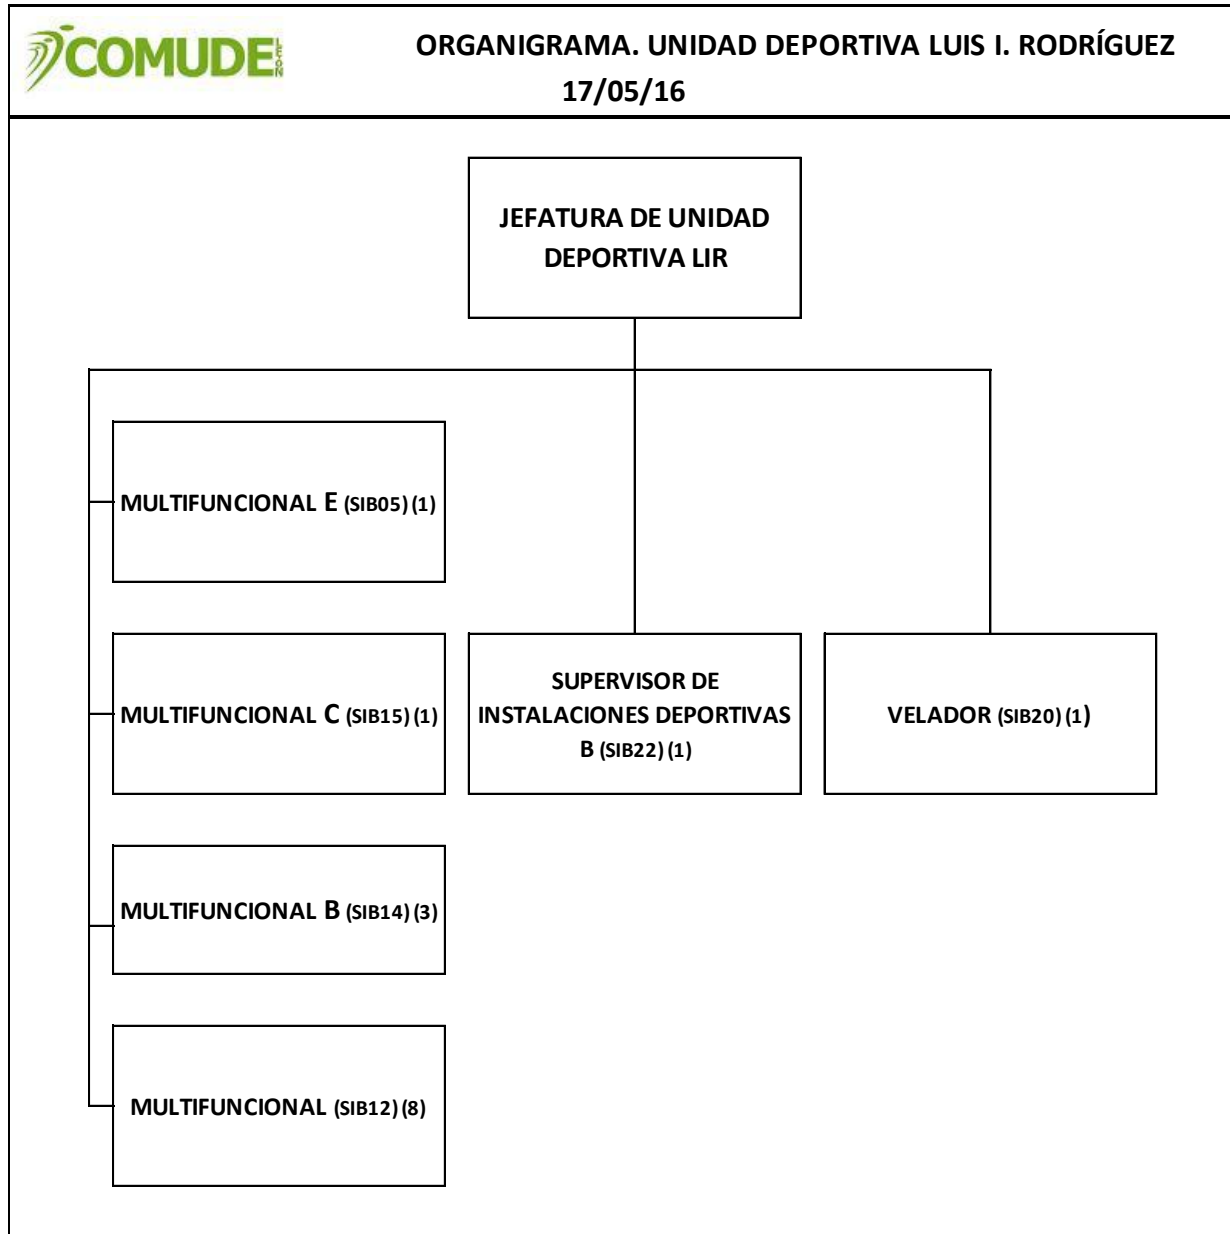 COMUDE LEÓN
ORGANIGRAMA. UNIDAD DEPORTIVA LUIS I. RODRÍGUEZ
17/05/16
JEFATURA DE UNIDAD
DEPORTIVA LIR
MULTIFUNCIONAL E (SIB05) (1)
MULTIFUNCIONAL C (SIB15) (1)
SUPERVISOR DE
INSTALACIONES DEPORTIVAS
B (SIB22) (1)
VELADOR (SIB20) (1)
MULTIFUNCIONAL B (SIB14) (3)
MULTIFUNCIONAL (SIB12) (8)